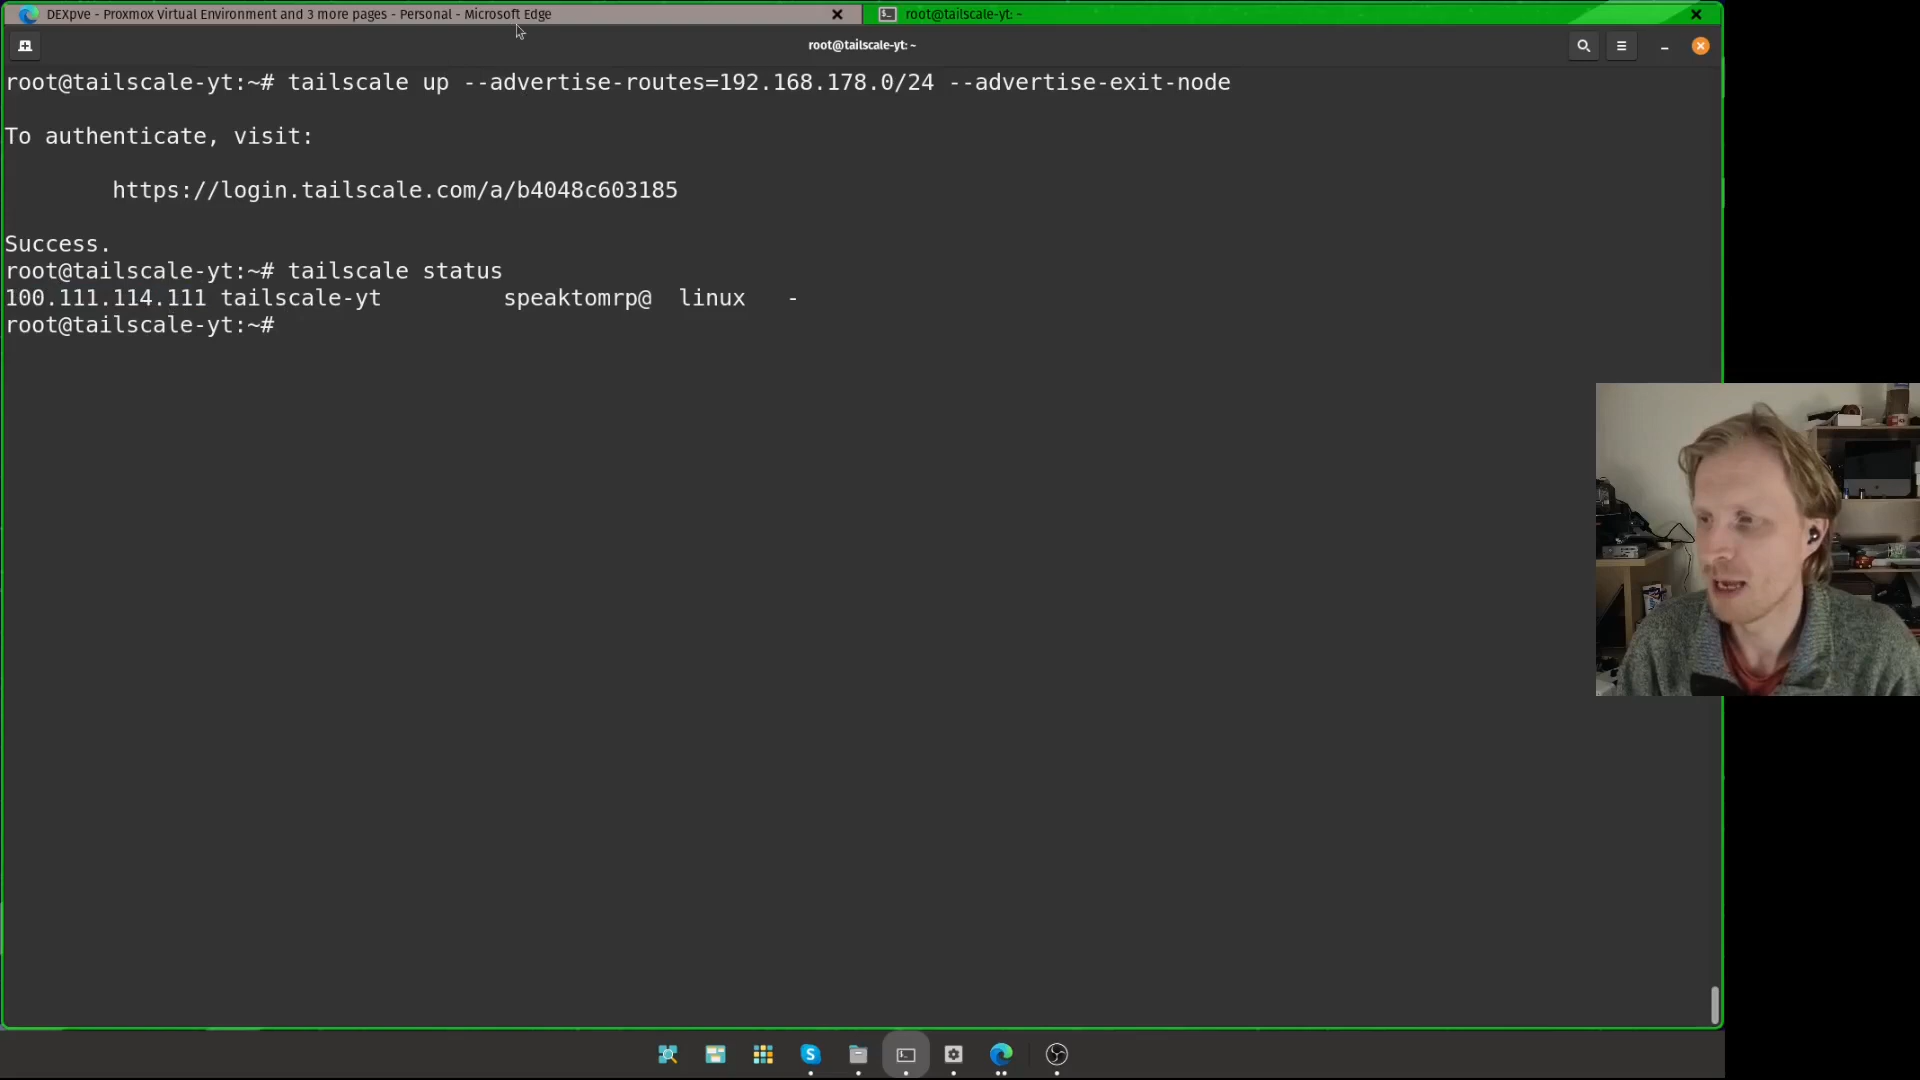 DEXpve - Proxmox Virtual Environment and 3 more pages - Personal - Microsoft Edge
root@tailscale-yt: ~
root@tailscale-yt: ~
root@tailscale-yt:~# tailscale up --advertise-routes=192.168.178.0/24 --advertise-exit-node
To authenticate, visit:
https://login.tailscale.com/a/b4048c603185
Success.
root@tailscale-yt:~# tailscale status
100.111.114.111 tailscale-yt speaktomrp@ linux -
root@tailscale-yt:~#